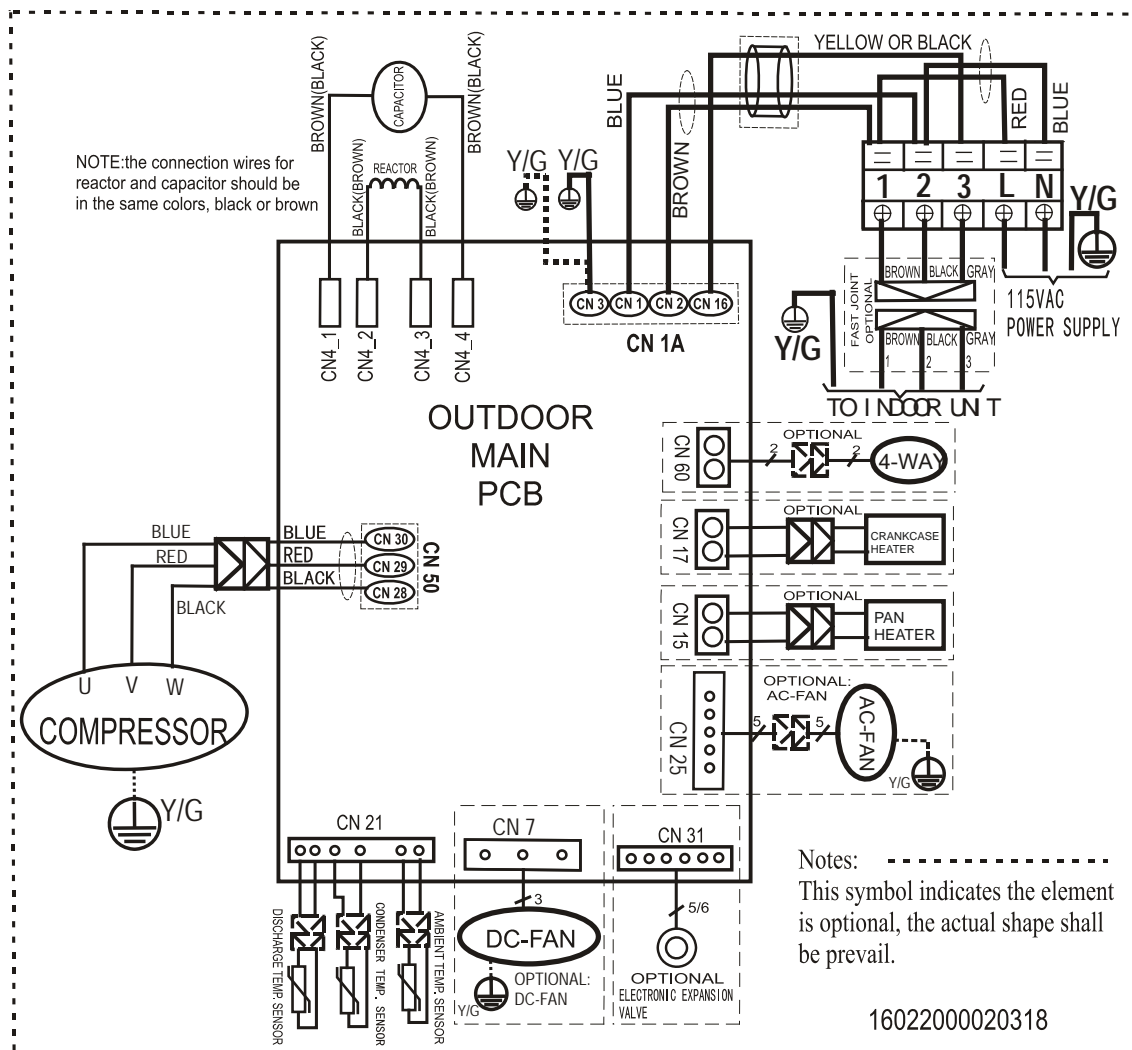 YELLOW OR BLACK
BROWN(BLACK)
CAPACITOR
BROWN(BLACK)
BLUE
RED
BLUE
NOTE:the connection wires for
reactor and capacitor should be
in the same colors, black or brown
REACTOR
BLACK(BROWN)
BLACK(BROWN)
Y/G
Y/G
BROWN
1 2 3 L N
Y/G
CN4_1
CN4_2
CN4_3
CN4_4
CN 3
CN 1
CN 2
CN 16
CN 1A
Y/G
FAST JOINT
OPTIONAL
BROWN
BLACK
GRAY
BROWN
BLACK
GRAY
1
2
3
115VAC
POWER SUPPLY
TO INDOOR UNIT
OUTDOOR
MAIN
PCB
CN 60
2
OPTIONAL
2
4-WAY
CN 17
OPTIONAL
CRANKCASE
HEATER
CN 15
OPTIONAL
PAN
HEATER
CN 25
5
OPTIONAL:
AC-FAN
5
AC-FAN
Y/G
BLUE
RED
BLACK
BLUE
RED
BLACK
CN 30
CN 29
CN 28
CN 50
U V W
COMPRESSOR
Y/G
CN 21
DISCHARGE TEMP. SENSOR
CONDENSER TEMP. SENSOR
AMBIENT TEMP. SENSOR
CN 7
3
DC-FAN
Y/G
OPTIONAL:
DC-FAN
CN 31
5/6
OPTIONAL
ELECTRONIC EXPANSION
VALVE
Notes:
This symbol indicates the element
is optional, the actual shape shall
be prevail.
16022000020318